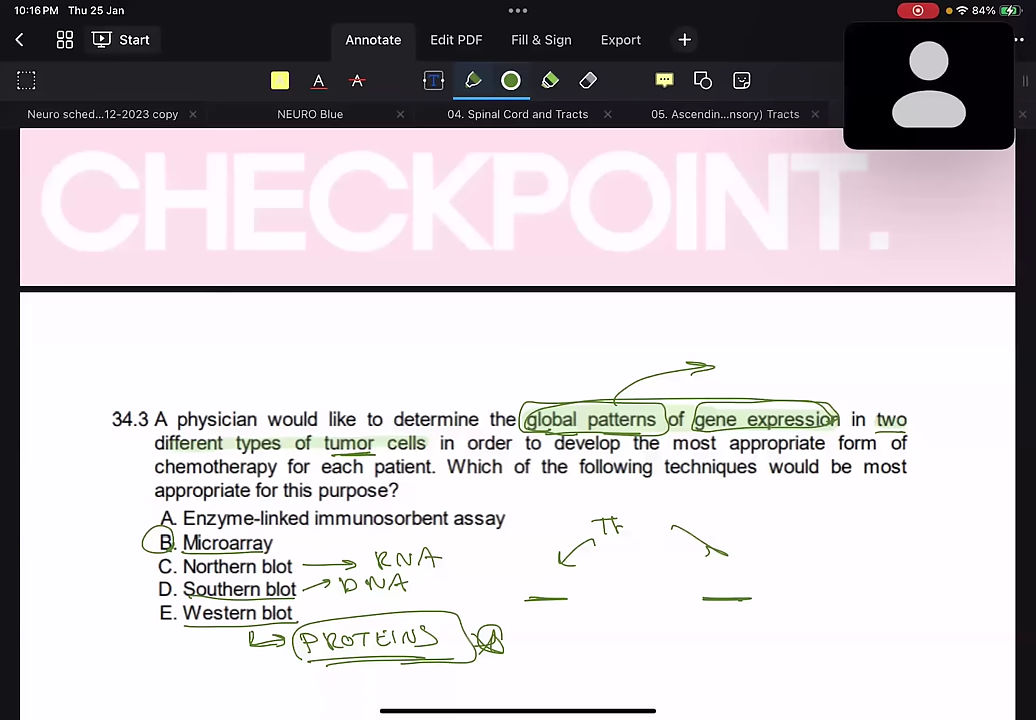 10:16 PM Thu 25 Jan
84%
Start
Annotate
Edit PDF
Fill & Sign
Export
Neuro sched...12-2023 copy
NEURO Blue
04. Spinal Cord and Tracts
05. Ascendin...nsory) Tracts
CHECKPOINT.
34.3 A physician would like to determine the global patterns of gene expression in two
different types of tumor cells in order to develop the most appropriate form of
chemotherapy for each patient. Which of the following techniques would be most
appropriate for this purpose?
A. Enzyme-linked immunosorbent assay
B. Microarray
C. Northern blot → RNA
D. Southern blot → DNA
E. Western blot
PROTEINS